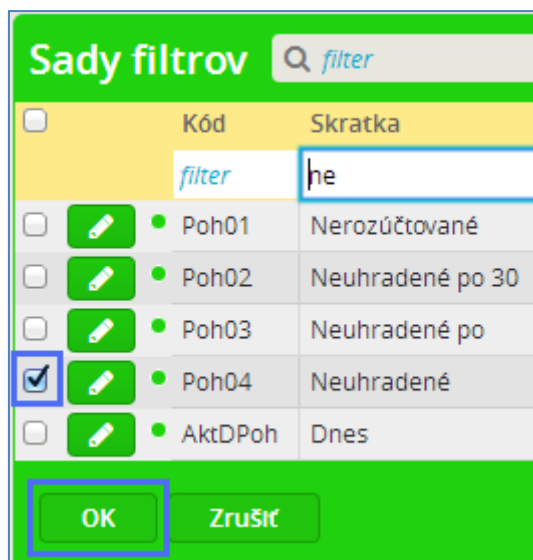 Sady filtrov filter
Kód Skratka
filter ne
Poh01 Nerozúčtované
Poh02 Neuhradené po 30
Poh03 Neuhradené po
Poh04 Neuhradené
AktDPoh Dnes
OK Zrušiť